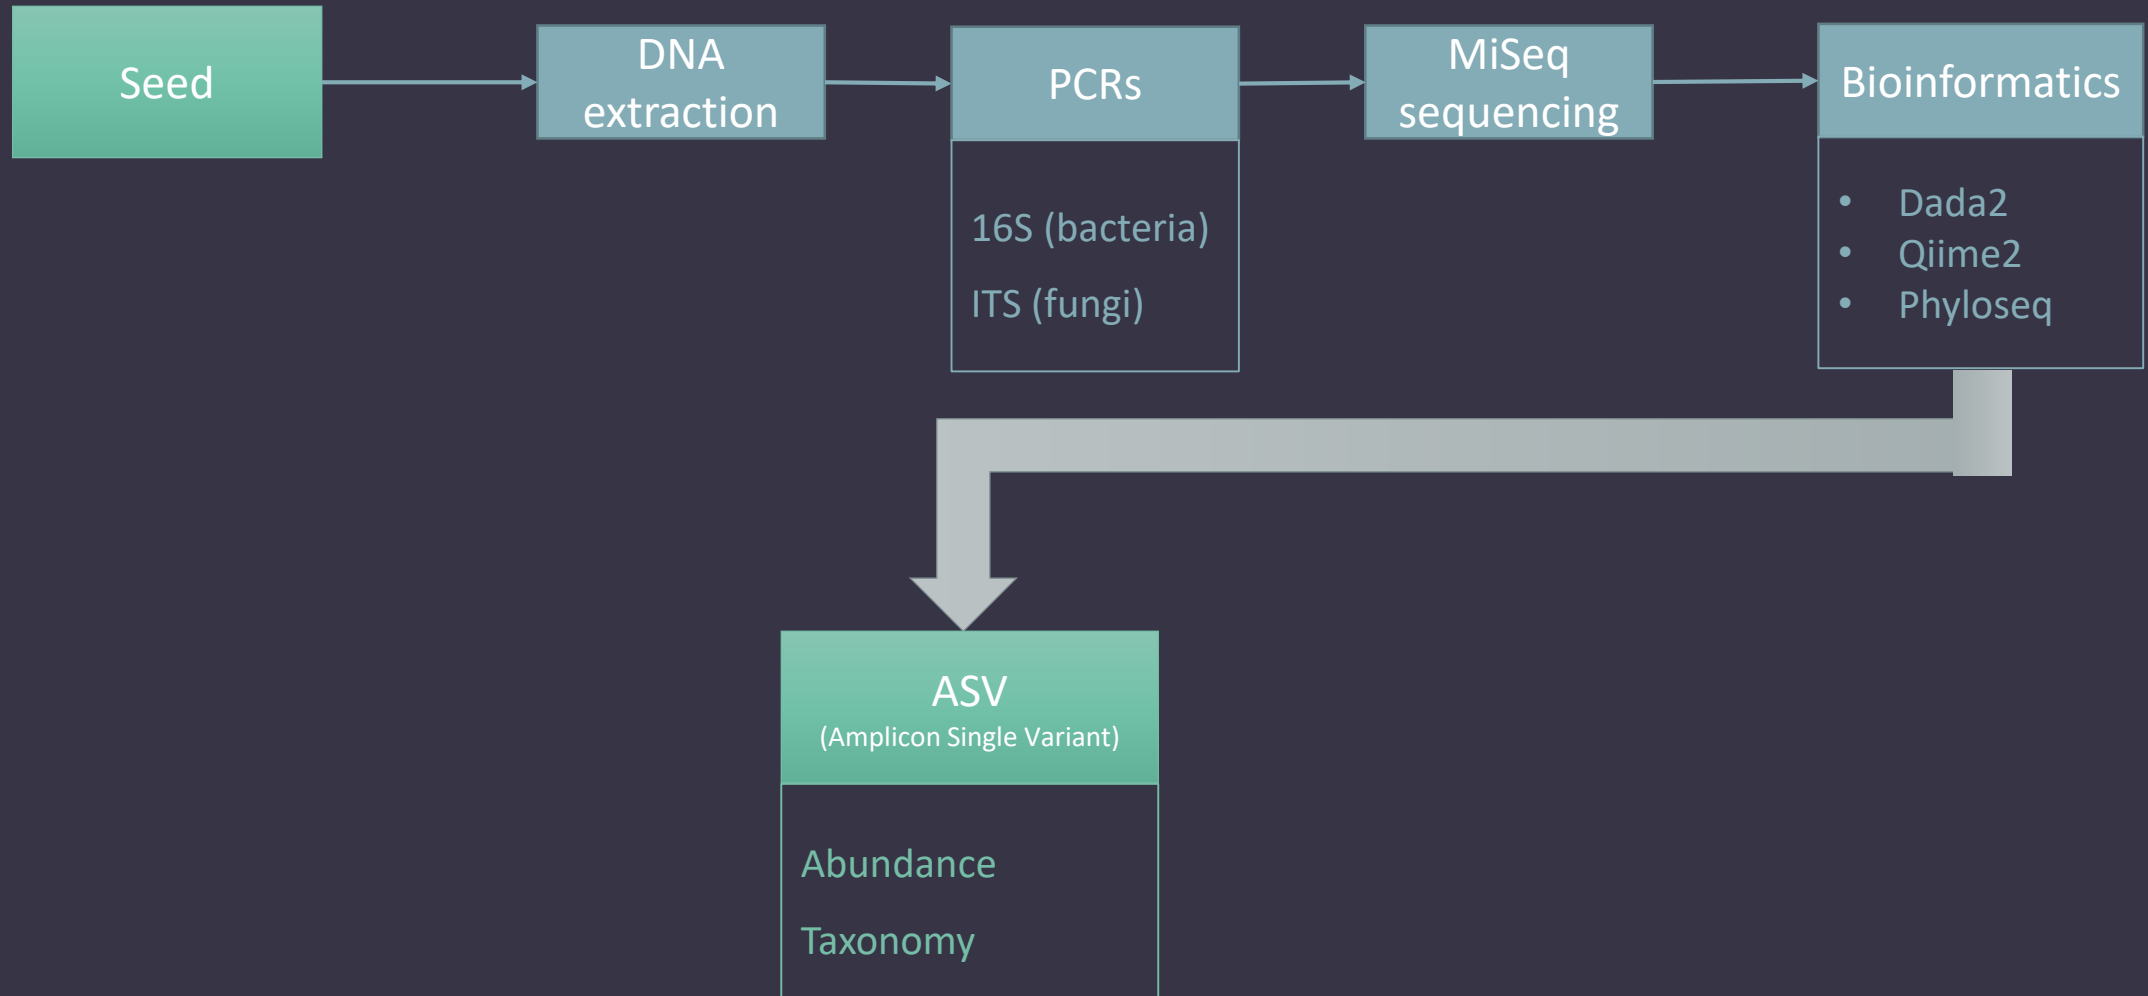 Seed
DNA
extraction
PCRs
16S (bacteria)
ITS (fungi)
MiSeq
sequencing
Bioinformatics
• Dada2
• Qiime2
• Phyloseq
ASV
(Amplicon Single Variant)
Abundance
Taxonomy